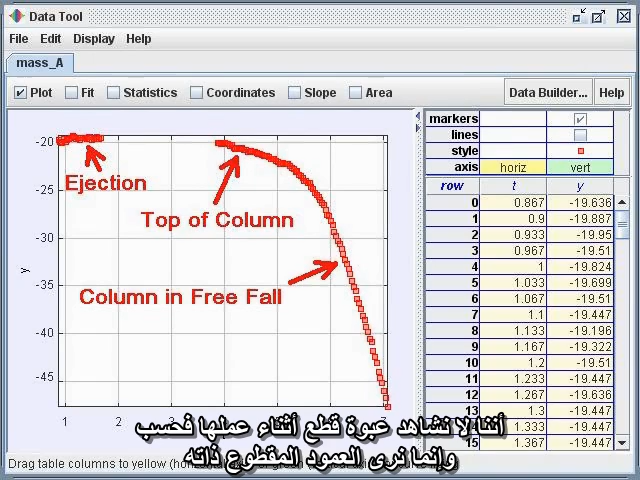 Data Tool
File Edit Display Help
mass_A
Plot Fit Statistics Coordinates Slope Area Data Builder... Help
markers
lines
style
axis horiz vert
row t y
0 0.867 -19.636
1 0.9 -19.887
2 0.933 -19.95
3 0.967 -19.51
4 1 -19.824
5 1.033 -19.699
6 1.067 -19.51
7 1.1 -19.447
8 1.133 -19.196
9 1.167 -19.322
10 1.2 -19.51
11 1.233 -19.447
12 1.267 -19.636
13 1.3 -19.447
14 1.333 -19.447
15 1.367 -19.447
-20
-25
-30
-35
-40
-45
y
Ejection
Top of Column
Column in Free Fall
1 2 7
أننا لا نشاهد عبوة قطع أثناء عملها فحسب
وإنما نرى العمود المقطوع ذاته
Drag table columns to yellow